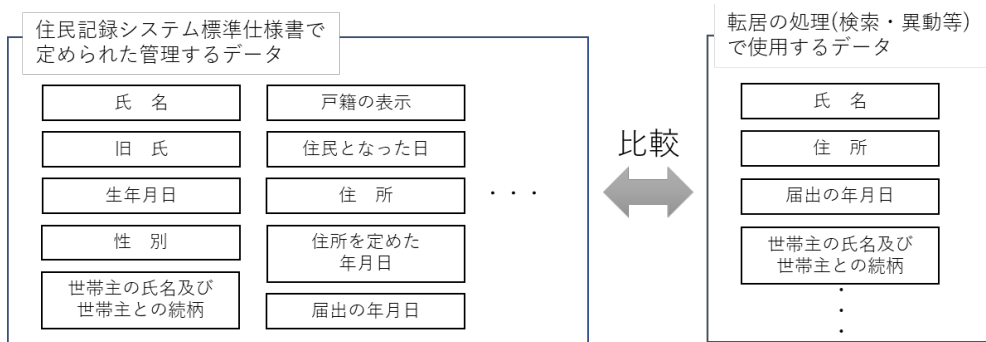 住民記録システム標準仕様書で
定められた管理するデータ
氏　名
旧　氏
生年月日
性　別
世帯主の氏名及び
世帯主との続柄
戸籍の表示
住民となった日
住　所
住所を定めた
年月日
届出の年月日
・・・
比較
転居の処理(検索・異動等)
で使用するデータ
氏　名
住　所
届出の年月日
世帯主の氏名及び
世帯主との続柄
・
・
・